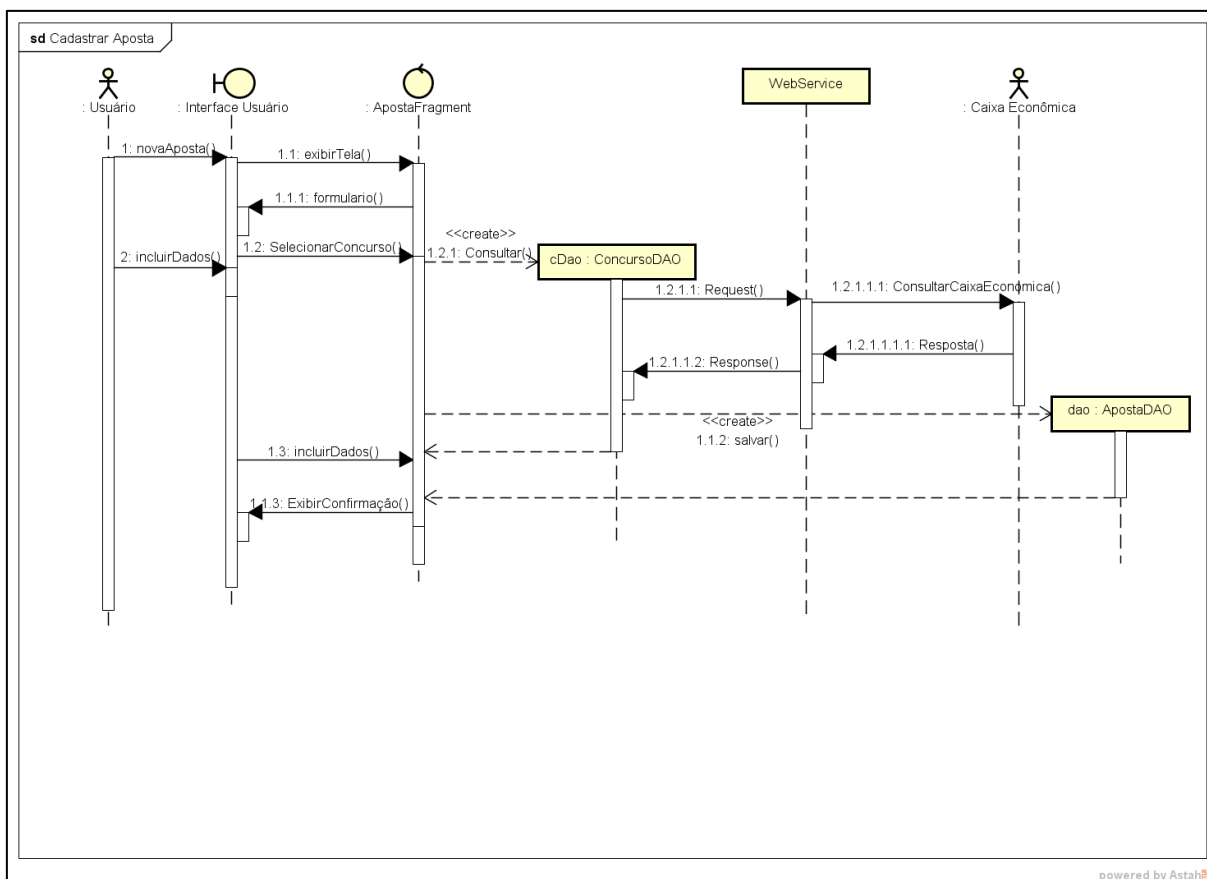 sd Cadastrar Aposta
: Usuário
: Interface Usuário
: ApostaFragment
WebService
: Caixa Econômica
1: novaAposta()
1.1: exibirTela()
1.1.1: formulario()
<<create>>
1.2: SelecionarConcurso()
1.2.1: Consultar()
2: incluirDados()
cDao : ConcursoDAO
1.2.1.1: Request()
1.2.1.1.1: ConsultarCaixaEconômica()
1.2.1.1.1.1: Resposta()
1.2.1.1.2: Response()
dao : ApostaDAO
<<create>>
1.1.2: salvar()
1.3: incluirDados()
1.1.3: ExibirConfirmação()
powered by Astah